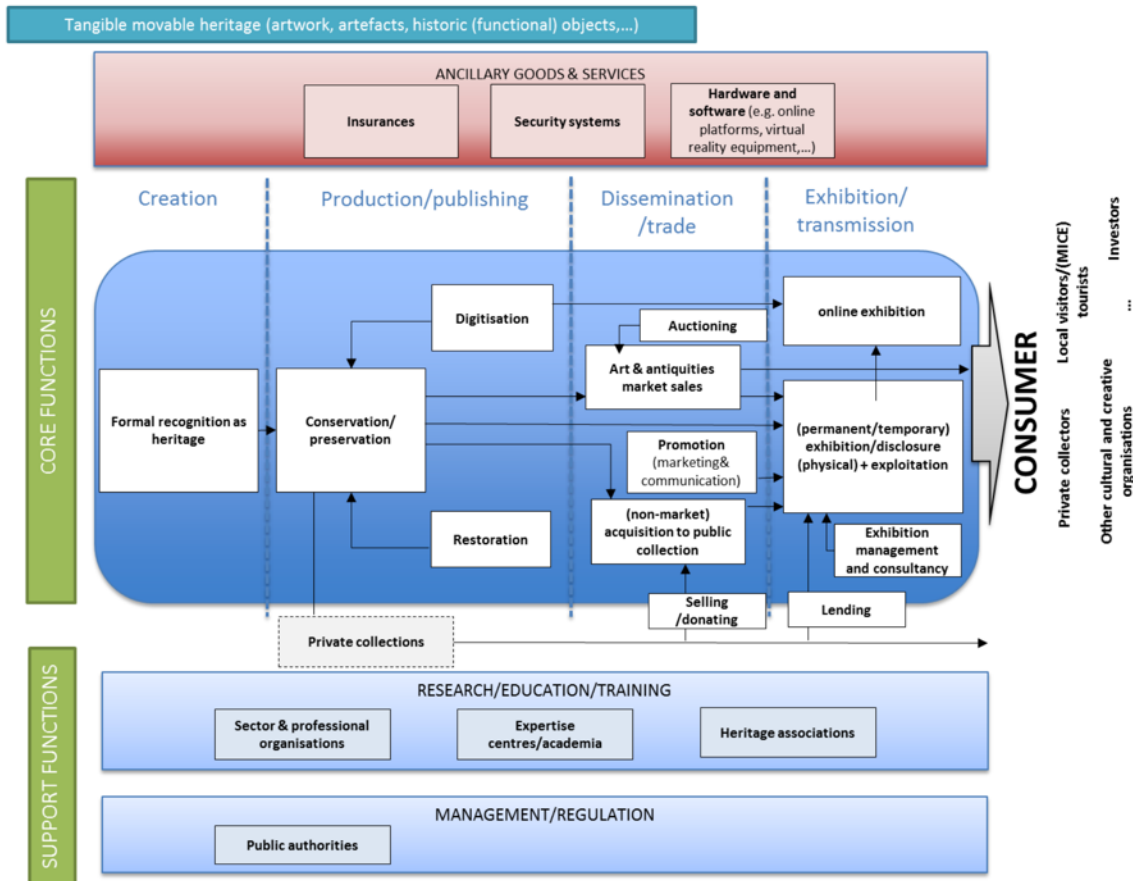 Tangible movable heritage (artwork, artefacts, historic (functional) objects,...)
ANCILLARY GOODS & SERVICES
Insurances
Security systems
Hardware and
software (e.g. online
platforms, virtual
reality equipment,...)
CORE FUNCTIONS
Creation
Production/publishing
Dissemination
/trade
Exhibition/
transmission
Digitisation
Auctioning
online exhibition
Art & antiquities
market sales
Formal recognition as
heritage
Conservation/
preservation
(permanent/temporary)
exhibition/disclosure
(physical) + exploitation
Promotion
(marketing&
communication)
Restoration
(non-market)
acquisition to public
collection
Exhibition
management
and consultancy
Selling
/donating
Lending
Private collections
CONSUMER
Local visitors/(MICE)
tourists
Investors
...
Private collectors
Other cultural and creative
organisations
SUPPORT FUNCTIONS
RESEARCH/EDUCATION/TRAINING
Sector & professional
organisations
Expertise
centres/academia
Heritage associations
MANAGEMENT/REGULATION
Public authorities